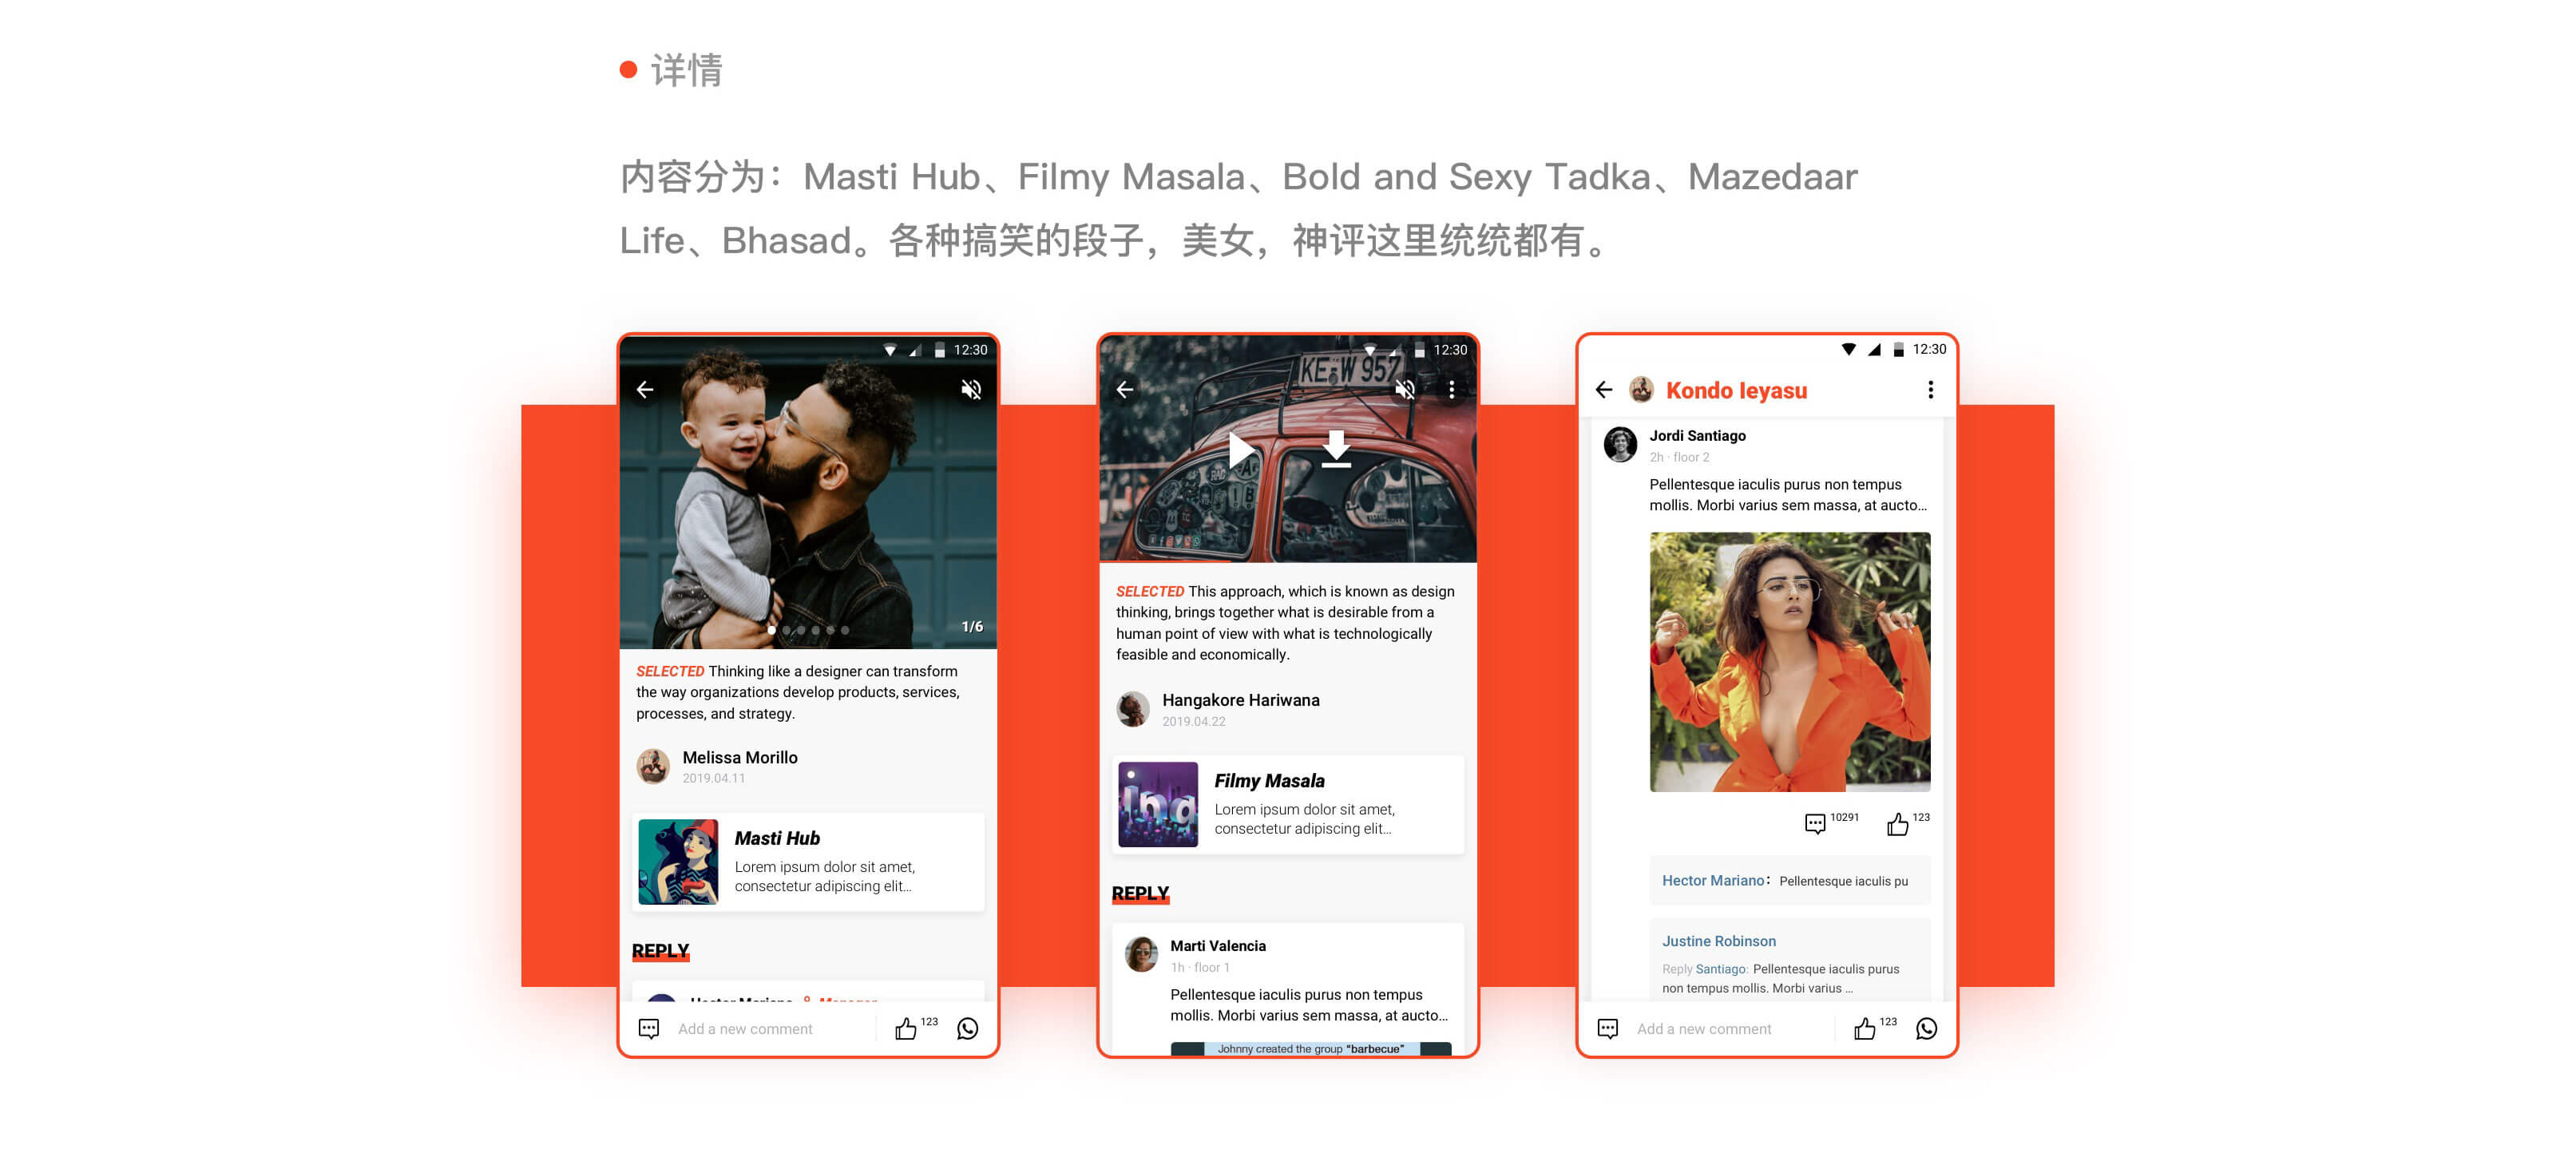 详情
内容分为：Masti Hub、Filmy Masala、Bold and Sexy Tadka、Mazedaar
Life、Bhasad。各种搞笑的段子，美女，神评这里统统都有。
12:30
1/6
SELECTED Thinking like a designer can transform
the way organizations develop products, services,
processes, and strategy.
Melissa Morillo
2019.04.11
Masti Hub
Lorem ipsum dolor sit amet,
consectetur adipiscing elit...
REPLY
Hector Mariano Manager
Add a new comment
123
12:30
KE W 957
SELECTED This approach, which is known as design
thinking, brings together what is desirable from a
human point of view with what is technologically
feasible and economically.
Hangakore Hariwana
2019.04.22
ing
Filmy Masala
Lorem ipsum dolor sit amet,
consectetur adipiscing elit...
REPLY
Marti Valencia
1h · floor 1
Pellentesque iaculis purus non tempus
mollis. Morbi varius sem massa, at aucto...
Johnny created the group “barbecue”
12:30
Kondo Ieyasu
Jordi Santiago
2h · floor 2
Pellentesque iaculis purus non tempus
mollis. Morbi varius sem massa, at aucto...
10291
123
Hector Mariano：Pellentesque iaculis pu
Justine Robinson
Reply Santiago: Pellentesque iaculis purus
non tempus mollis. Morbi varius ...
Add a new comment
123